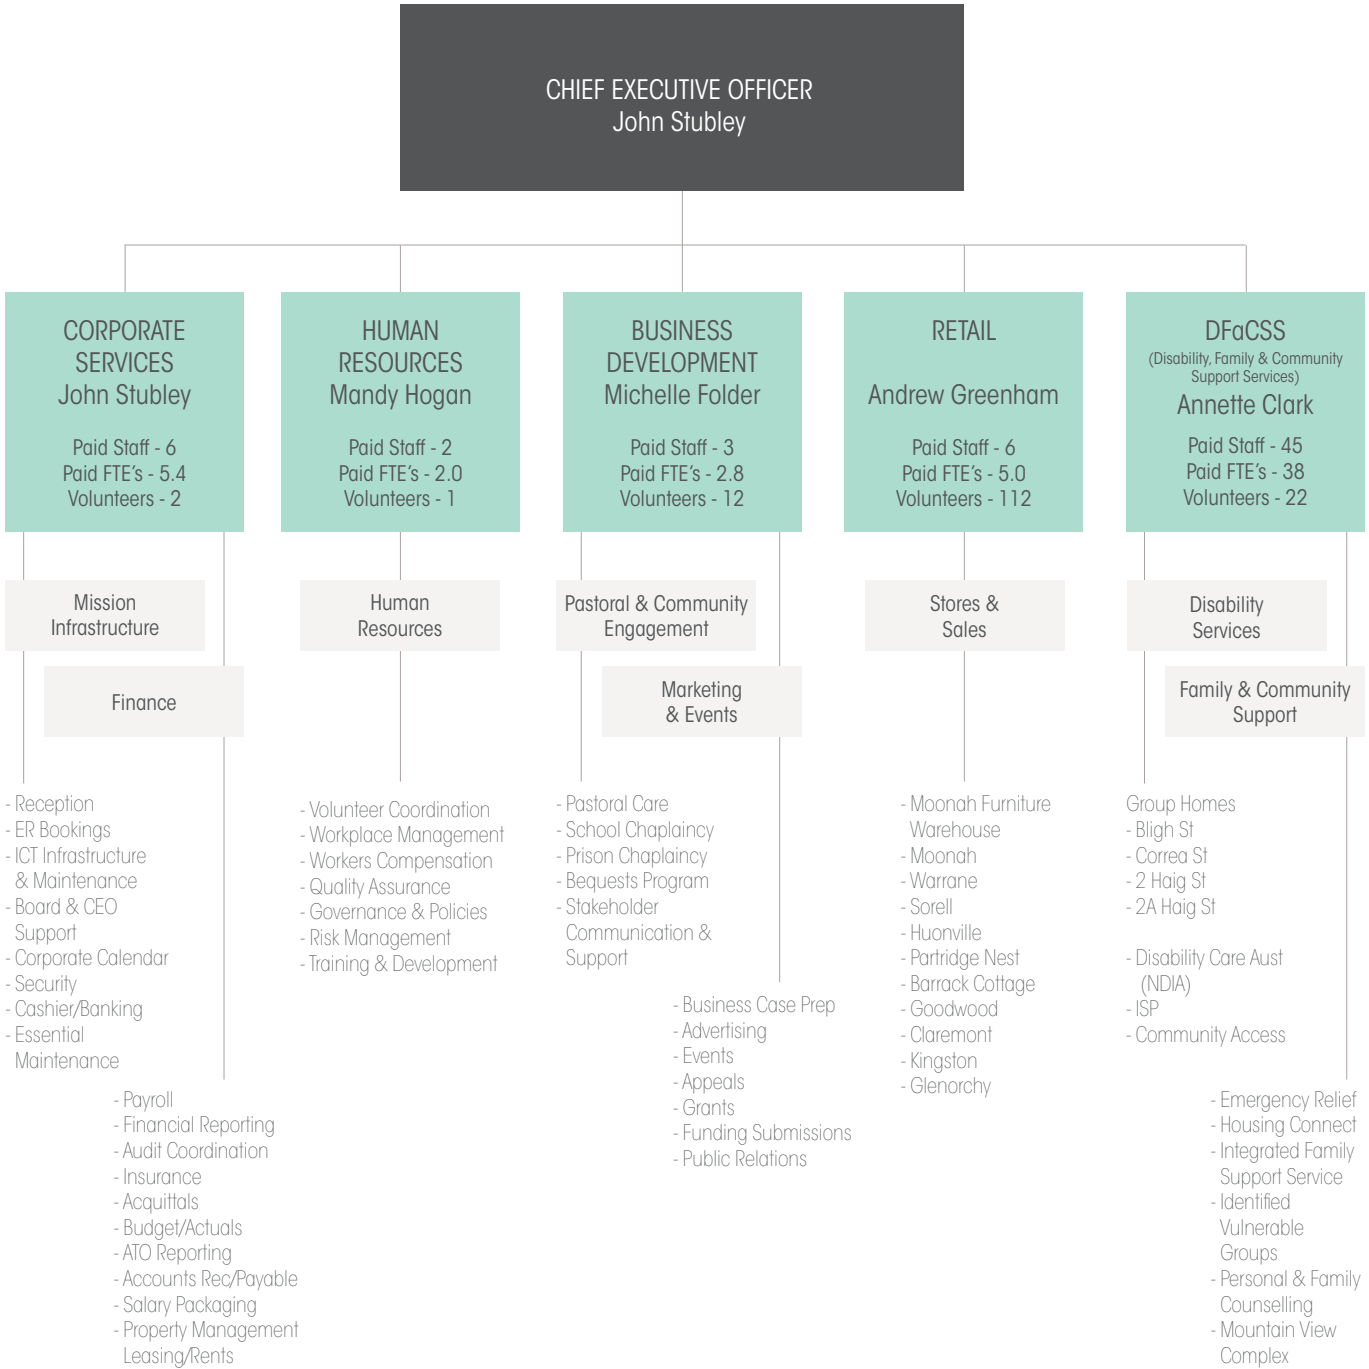 CHIEF EXECUTIVE OFFICER
John Stubley
CORPORATE
SERVICES
John Stubley
Paid Staff - 6
Paid FTE's - 5.4
Volunteers - 2
HUMAN
RESOURCES
Mandy Hogan
Paid Staff - 2
Paid FTE's - 2.0
Volunteers - 1
BUSINESS
DEVELOPMENT
Michelle Folder
Paid Staff - 3
Paid FTE's - 2.8
Volunteers - 12
RETAIL
Andrew Greenham
Paid Staff - 6
Paid FTE's - 5.0
Volunteers - 112
DFaCSS
(Disability, Family & Community
Support Services)
Annette Clark
Paid Staff - 45
Paid FTE's - 38
Volunteers - 22
Mission
Infrastructure
Finance
Human
Resources
Pastoral & Community
Engagement
Marketing
& Events
Stores &
Sales
Disability
Services
Family & Community
Support
- Reception
- ER Bookings
- ICT Infrastructure
& Maintenance
- Board & CEO
Support
- Corporate Calendar
- Security
- Cashier/Banking
- Essential
Maintenance
- Payroll
- Financial Reporting
- Audit Coordination
- Insurance
- Acquittals
- Budget/Actuals
- ATO Reporting
- Accounts Rec/Payable
- Salary Packaging
- Property Management
Leasing/Rents
- Volunteer Coordination
- Workplace Management
- Workers Compensation
- Quality Assurance
- Governance & Policies
- Risk Management
- Training & Development
- Pastoral Care
- School Chaplaincy
- Prison Chaplaincy
- Bequests Program
- Stakeholder
Communication &
Support
- Business Case Prep
- Advertising
- Events
- Appeals
- Grants
- Funding Submissions
- Public Relations
- Moonah Furniture
Warehouse
- Moonah
- Warrane
- Sorell
- Huonville
- Partridge Nest
- Barrack Cottage
- Goodwood
- Claremont
- Kingston
- Glenorchy
Group Homes
- Bligh St
- Correa St
- 2 Haig St
- 2A Haig St
- Disability Care Aust
(NDIA)
- ISP
- Community Access
- Emergency Relief
- Housing Connect
- Integrated Family
Support Service
- Identified
Vulnerable
Groups
- Personal & Family
Counselling
- Mountain View
Complex